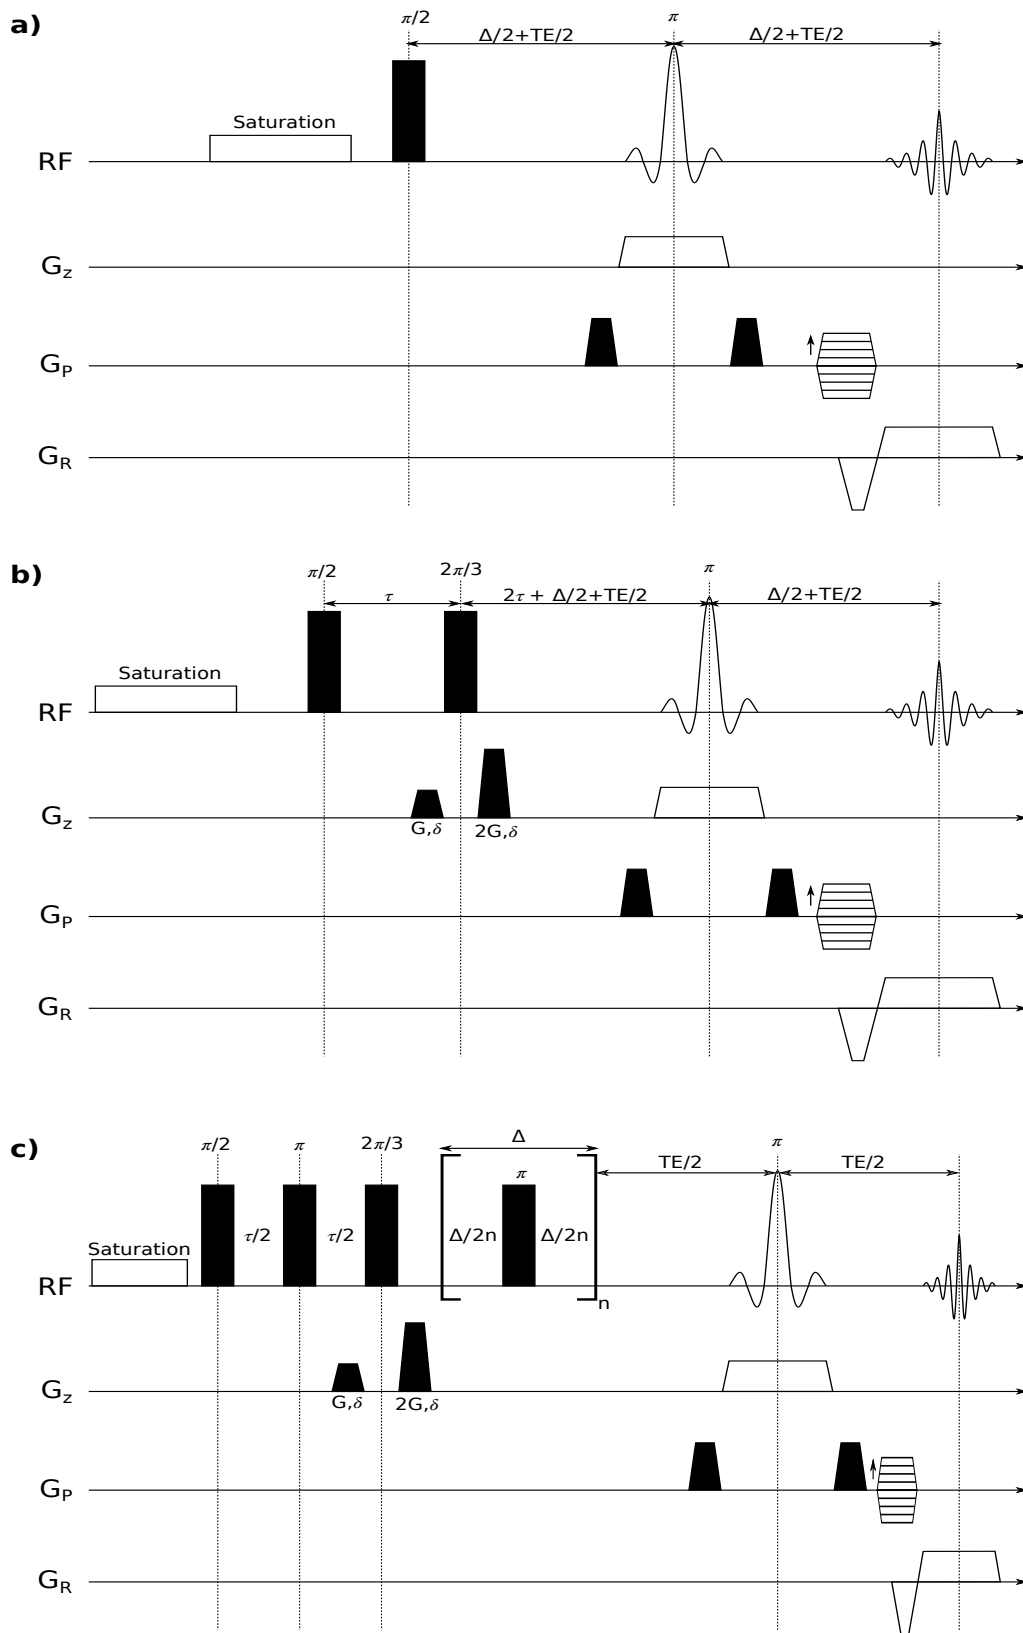 a)
π/2
π
Δ/2+TE/2
Δ/2+TE/2
Saturation
RF
Gz
GP
GR
b)
π/2
2π/3
π
τ
2τ + Δ/2+TE/2
Δ/2+TE/2
Saturation
RF
Gz
G,δ
2G,δ
GP
GR
c)
π/2
π
2π/3
Δ
π
TE/2
TE/2
π
Saturation
τ/2
τ/2
Δ/2n
Δ/2n
RF
n
Gz
G,δ
2G,δ
GP
GR